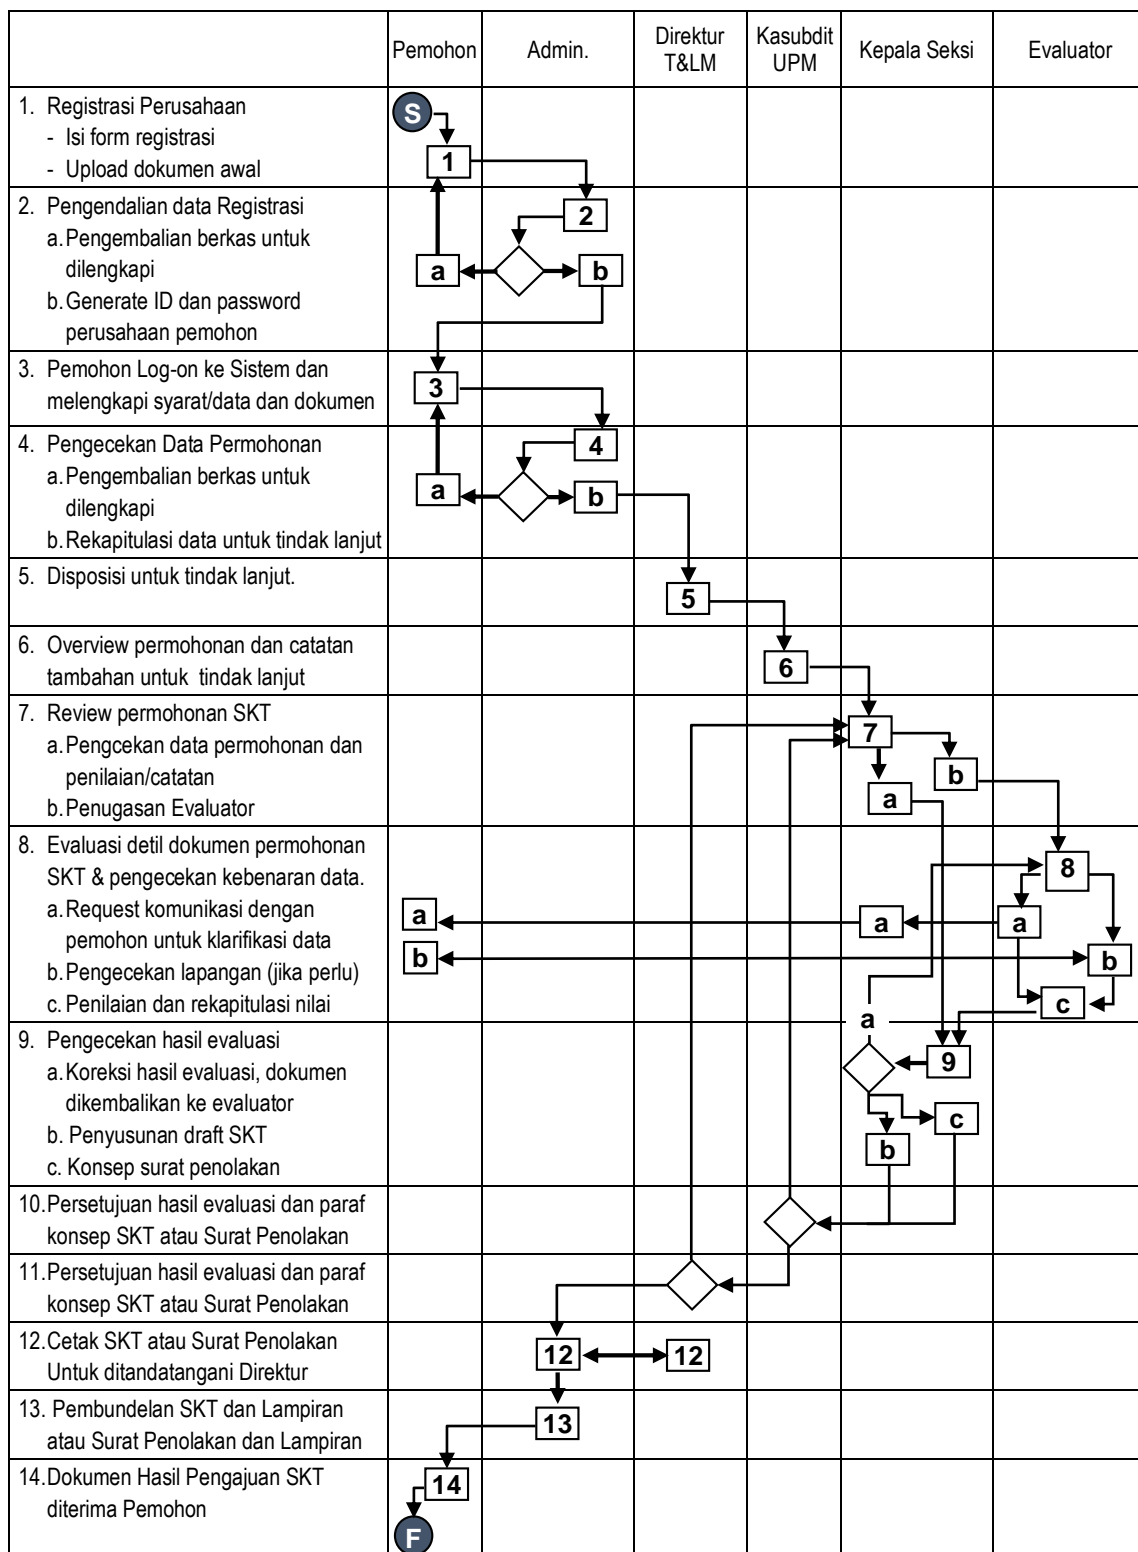 Pemohon
Admin.
Direktur
T&LM
Kasubdit
UPM
Kepala Seksi
Evaluator
1. Registrasi Perusahaan
- Isi form registrasi
- Upload dokumen awal
S
1
2. Pengendalian data Registrasi
a. Pengembalian berkas untuk
dilengkapi
b. Generate ID dan password
perusahaan pemohon
2
a
b
3. Pemohon Log-on ke Sistem dan
melengkapi syarat/data dan dokumen
3
4. Pengecekan Data Permohonan
a. Pengembalian berkas untuk
dilengkapi
b. Rekapitulasi data untuk tindak lanjut
4
a
b
5. Disposisi untuk tindak lanjut.
5
6. Overview permohonan dan catatan
tambahan untuk tindak lanjut
6
7. Review permohonan SKT
a. Pengcekan data permohonan dan
penilaian/catatan
b. Penugasan Evaluator
7
b
a
8. Evaluasi detil dokumen permohonan
SKT & pengecekan kebenaran data.
a. Request komunikasi dengan
pemohon untuk klarifikasi data
b. Pengecekan lapangan (jika perlu)
c. Penilaian dan rekapitulasi nilai
8
a
a
a
b
b
c
9. Pengecekan hasil evaluasi
a. Koreksi hasil evaluasi, dokumen
dikembalikan ke evaluator
b. Penyusunan draft SKT
c. Konsep surat penolakan
a
9
c
b
10. Persetujuan hasil evaluasi dan paraf
konsep SKT atau Surat Penolakan
11. Persetujuan hasil evaluasi dan paraf
konsep SKT atau Surat Penolakan
12. Cetak SKT atau Surat Penolakan
Untuk ditandatangani Direktur
12
12
13. Pembundelan SKT dan Lampiran
atau Surat Penolakan dan Lampiran
13
14. Dokumen Hasil Pengajuan SKT
diterima Pemohon
14
F